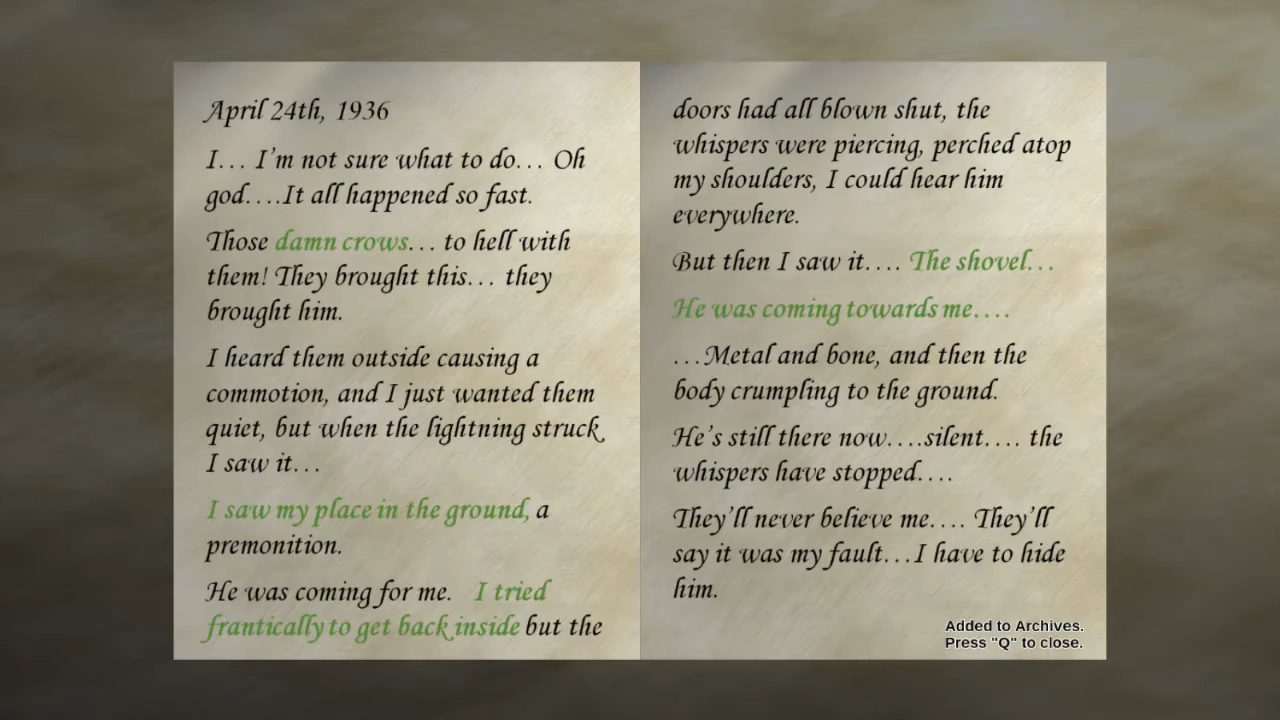 April 24th, 1936
I... I'm not sure what to do... Oh
god....It all happened so fast.
Those damn crows... to hell with
them! They brought this... they
brought him.
I heard them outside causing a
commotion, and I just wanted them
quiet, but when the lightning struck,
I saw it...
I saw my place in the ground, a
premonition.
He was coming for me. I tried
frantically to get back inside but the
doors had all blown shut, the
whispers were piercing, perched atop
my shoulders, I could hear him
everywhere.
But then I saw it.... The shovel...
He was coming towards me....
...Metal and bone, and then the
body crumpling to the ground.
He's still there now....silent.... the
whispers have stopped....
They'll never believe me.... They'll
say it was my fault...I have to hide
him.
Added to Archives.
Press "Q" to close.